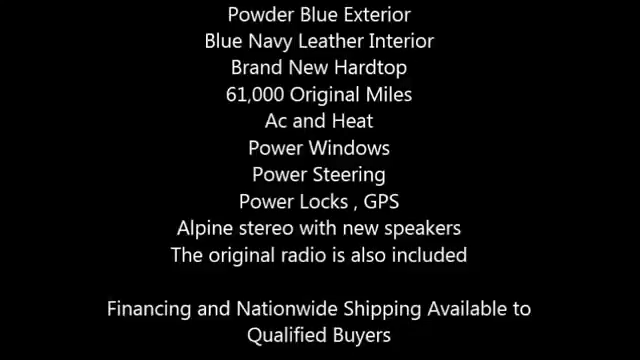 Powder Blue Exterior
Blue Navy Leather Interior
Brand New Hardtop
61,000 Original Miles
Ac and Heat
Power Windows
Power Steering
Power Locks , GPS
Alpine stereo with new speakers
The original radio is also included
Financing and Nationwide Shipping Available to
Qualified Buyers